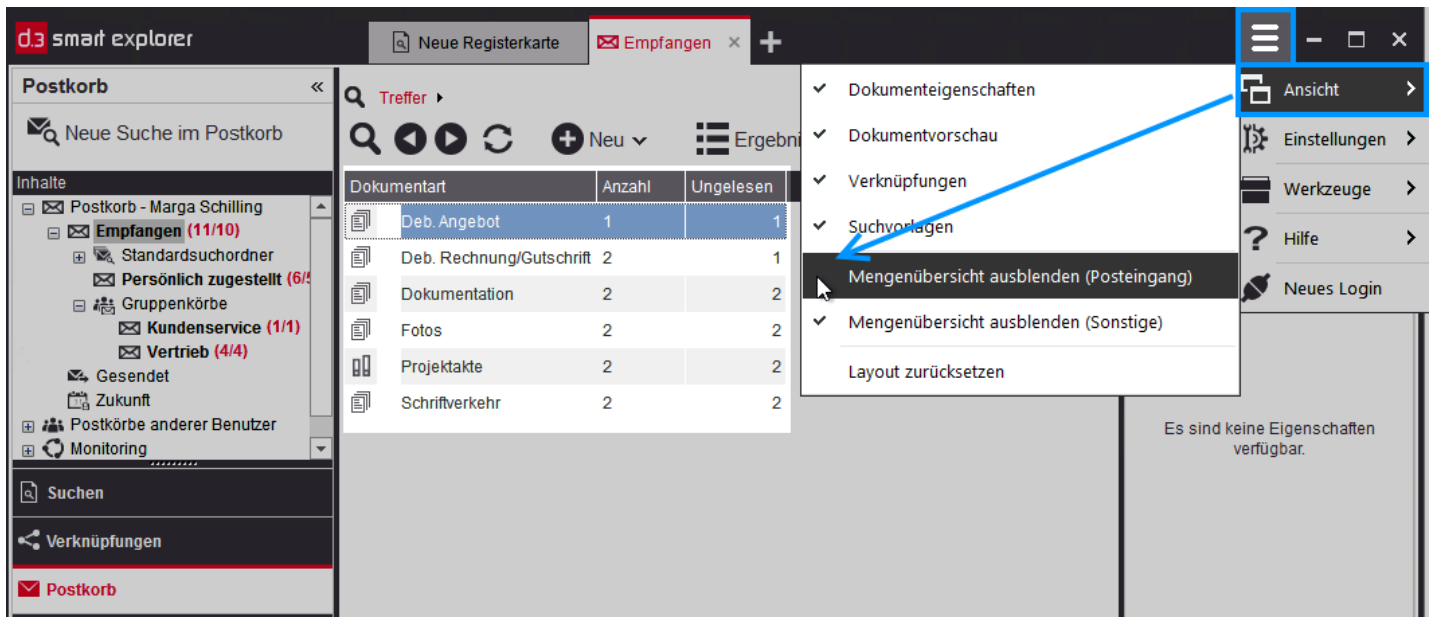 d.3 smart explorer
Neue Registerkarte
Empfangen
Postkorb
Neue Suche im Postkorb
Inhalte
Postkorb - Marga Schilling
Empfangen (11/10)
Standardsuchordner
Persönlich zugestellt (6/
Gruppenkörbe
Kundenservice (1/1)
Vertrieb (4/4)
Gesendet
Zukunft
Postkörbe anderer Benutzer
Monitoring
Suchen
Verknüpfungen
Postkorb
Treffer
Neu
Ergebni
Dokumentart Anzahl Ungelesen
Deb. Angebot 1 1
Deb. Rechnung/Gutschrift 2 1
Dokumentation 2 2
Fotos 2 2
Projektakte 2 2
Schriftverkehr 2 2
Dokumenteigenschaften
Dokumentvorschau
Verknüpfungen
Suchvorlagen
Mengenübersicht ausblenden (Posteingang)
Mengenübersicht ausblenden (Sonstige)
Layout zurücksetzen
Ansicht
Einstellungen
Werkzeuge
Hilfe
Neues Login
Es sind keine Eigenschaften
verfügbar.